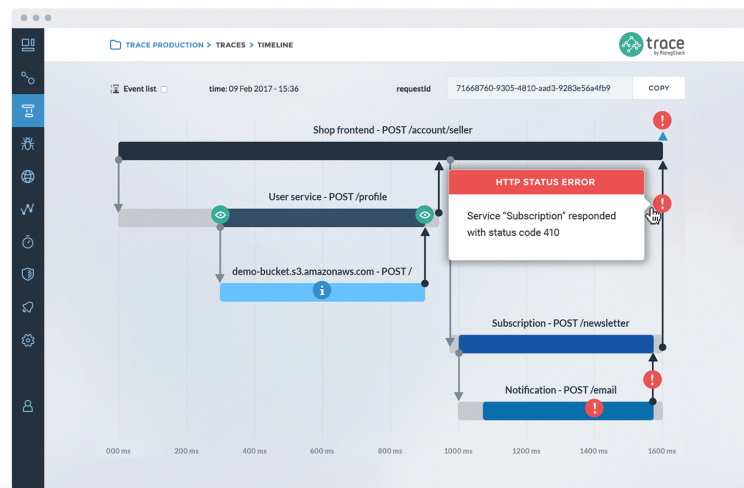 TRACE PRODUCTION > TRACES > TIMELINE
trace
by RisingStack
Event list
time: 09 Feb 2017 - 15:36
requestId
71668760-9305-4810-aad3-9283e56a4fb9
COPY
Shop frontend - POST /account/seller
HTTP STATUS ERROR
Service “Subscription” responded
with status code 410
User service - POST /profile
demo-bucket.s3.amazonaws.com - POST /
Subscription - POST /newsletter
Notification - POST /email
000 ms
200 ms
400 ms
600 ms
800 ms
1000 ms
1200 ms
1400 ms
1600 ms